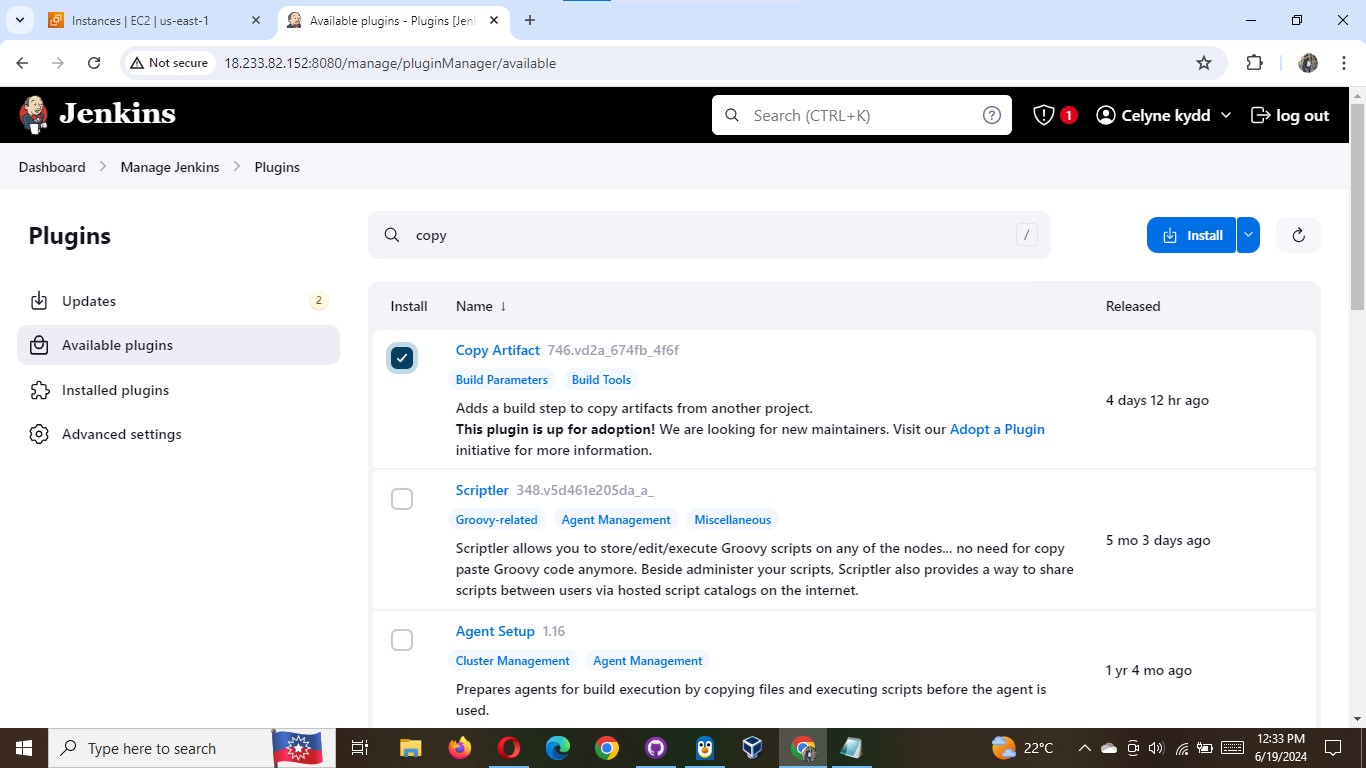 Instances | EC2 | us-east-1
Available plugins - Plugins [Jenk
Not secure
18.233.82.152:8080/manage/pluginManager/available
Jenkins
Search (CTRL+K)
?
1
Celyne kydd
log out
Dashboard
Manage Jenkins
Plugins
Plugins
copy
/
Install
Updates
2
Available plugins
Installed plugins
Advanced settings
Install
Name ↓
Released
Copy Artifact 746.vd2a_674fb_4f6f
Build Parameters
Build Tools
Adds a build step to copy artifacts from another project.
This plugin is up for adoption! We are looking for new maintainers. Visit our Adopt a Plugin
initiative for more information.
4 days 12 hr ago
Scriptler 348.v5d461e205da_a_
Groovy-related
Agent Management
Miscellaneous
Scriptler allows you to store/edit/execute Groovy scripts on any of the nodes... no need for copy
paste Groovy code anymore. Beside administer your scripts, Scriptler also provides a way to share
scripts between users via hosted script catalogs on the internet.
5 mo 3 days ago
Agent Setup 1.16
Cluster Management
Agent Management
Prepares agents for build execution by copying files and executing scripts before the agent is
used.
1 yr 4 mo ago
Type here to search
22°C
12:33 PM
6/19/2024